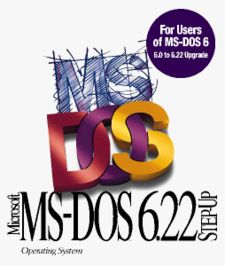 For Users
of MS-DOS 6
6.0 to 6.22 Upgrade
MS
DOS
Microsoft
MS-DOS 6.22
STEP-UP
Operating System